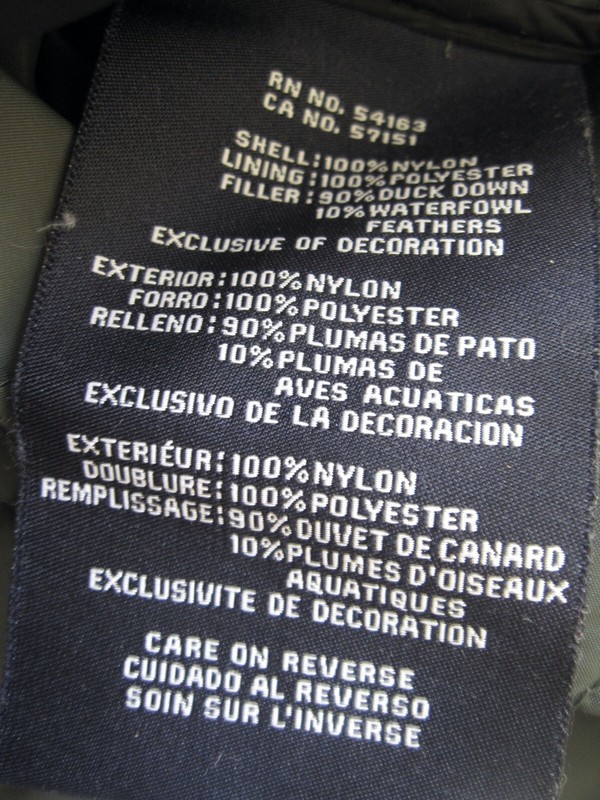 RN NO. 54163
CA NO. 57151
SHELL:100%NYLON
LINING:100%POLYESTER
FILLER:90%DUCK DOWN
10%WATERFOWL
FEATHERS
EXCLUSIVE OF DECORATION
EXTERIOR:100%NYLON
FORRO:100%POLYESTER
RELLENO:90%PLUMAS DE PATO
10%PLUMAS DE
AVES ACUATICAS
EXCLUSIVO DE LA DECORACION
EXTERIÉUR:100%NYLON
DOUBLURE:100%POLYESTER
REMPLISSAGE:90%DUVET DE CANARD
10%PLUMES D'OISEAUX
AQUATIQUES
EXCLUSIVITE DE DECORATION
CARE ON REVERSE
CUIDADO AL REVERSO
SOIN SUR L'INVERSE